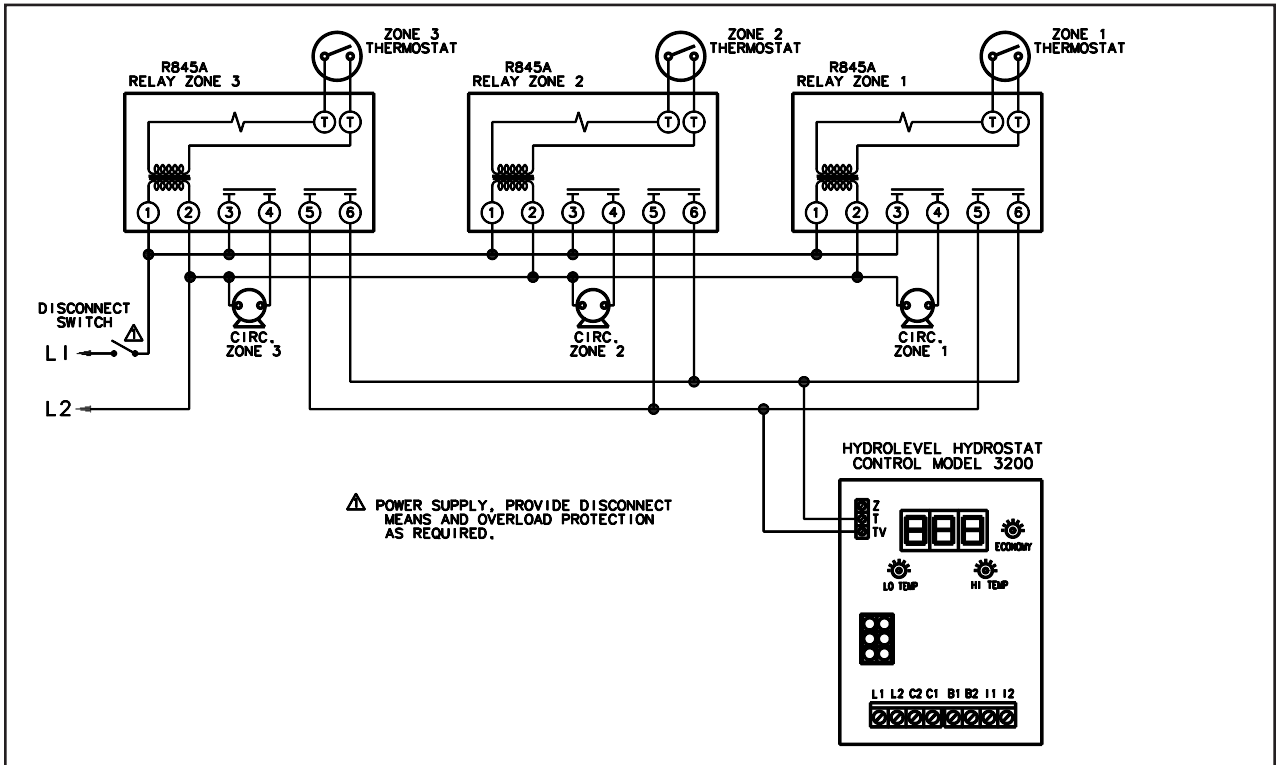 ZONE 3
THERMOSTAT
ZONE 2
THERMOSTAT
ZONE 1
THERMOSTAT
R845A
RELAY ZONE 3
R845A
RELAY ZONE 2
R845A
RELAY ZONE 1
T T
T T
T T
1 2 3 4 5 6
1 2 3 4 5 6
1 2 3 4 5 6
DISCONNECT
SWITCH
1
L1
L2
CIRC.
ZONE 3
CIRC.
ZONE 2
CIRC.
ZONE 1
HYDROLEVEL HYDROSTAT
CONTROL MODEL 3200
1 POWER SUPPLY, PROVIDE DISCONNECT
MEANS AND OVERLOAD PROTECTION
AS REQUIRED.
Z
T
TV
888
ECONOMY
LO TEMP
HI TEMP
L1 L2 C2 C1 B1 B2 I1 I2